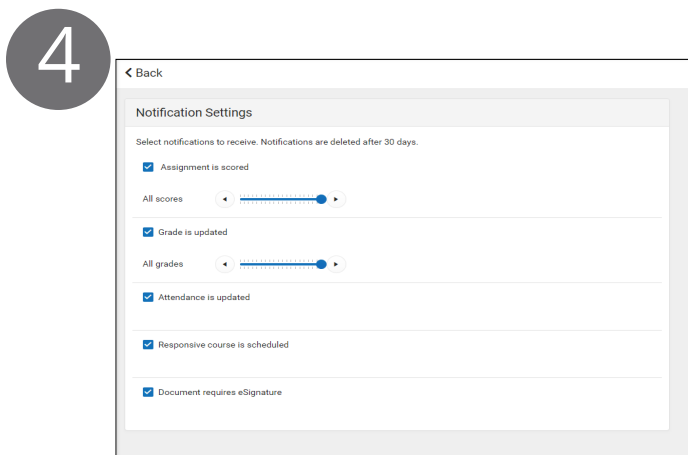 4
Back
Notification Settings
Select notifications to receive. Notifications are deleted after 30 days.
Assignment is scored
All scores
Grade is updated
All grades
Attendance is updated
Responsive course is scheduled
Document requires eSignature